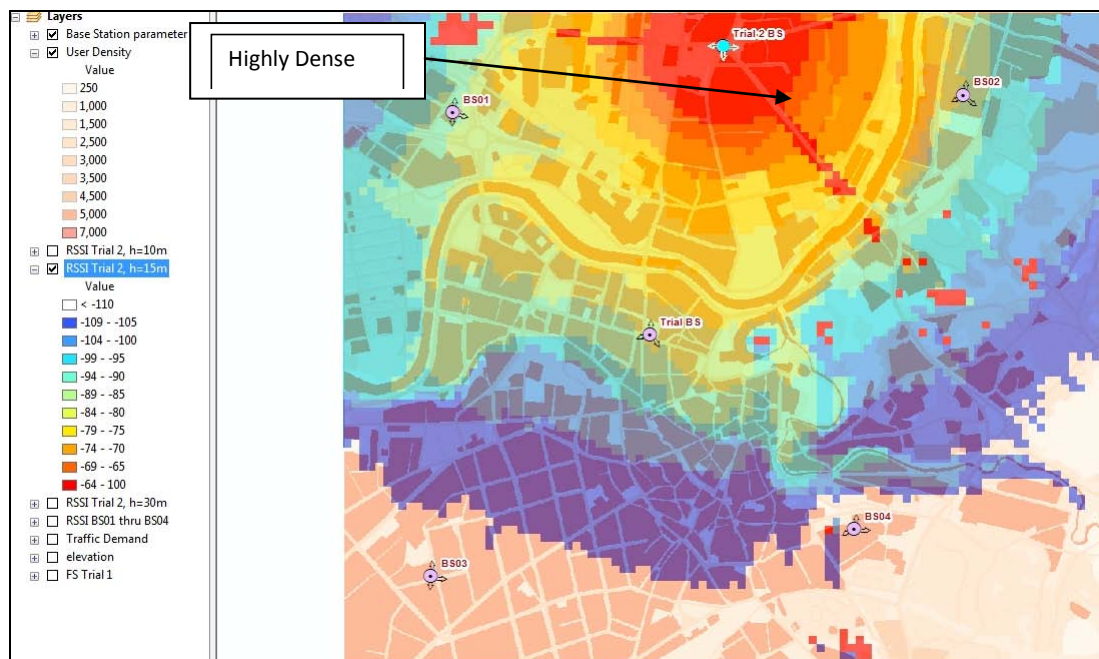 Layers
Base Station parameter
User Density
Value
250
1,000
1,500
2,500
3,000
3,500
4,500
5,000
7,000
RSSI Trial 2, h=10m
RSSI Trial 2, h=15m
Value
< -110
-109 - -105
-104 - -100
-99 - -95
-94 - -90
-89 - -85
-84 - -80
-79 - -75
-74 - -70
-69 - -65
-64 - 100
RSSI Trial 2, h=30m
RSSI BS01 thru BS04
Traffic Demand
elevation
FS Trial 1
Highly Dense
Trial-2 BS
BS01
BS02
Trial BS
BS04
BS03